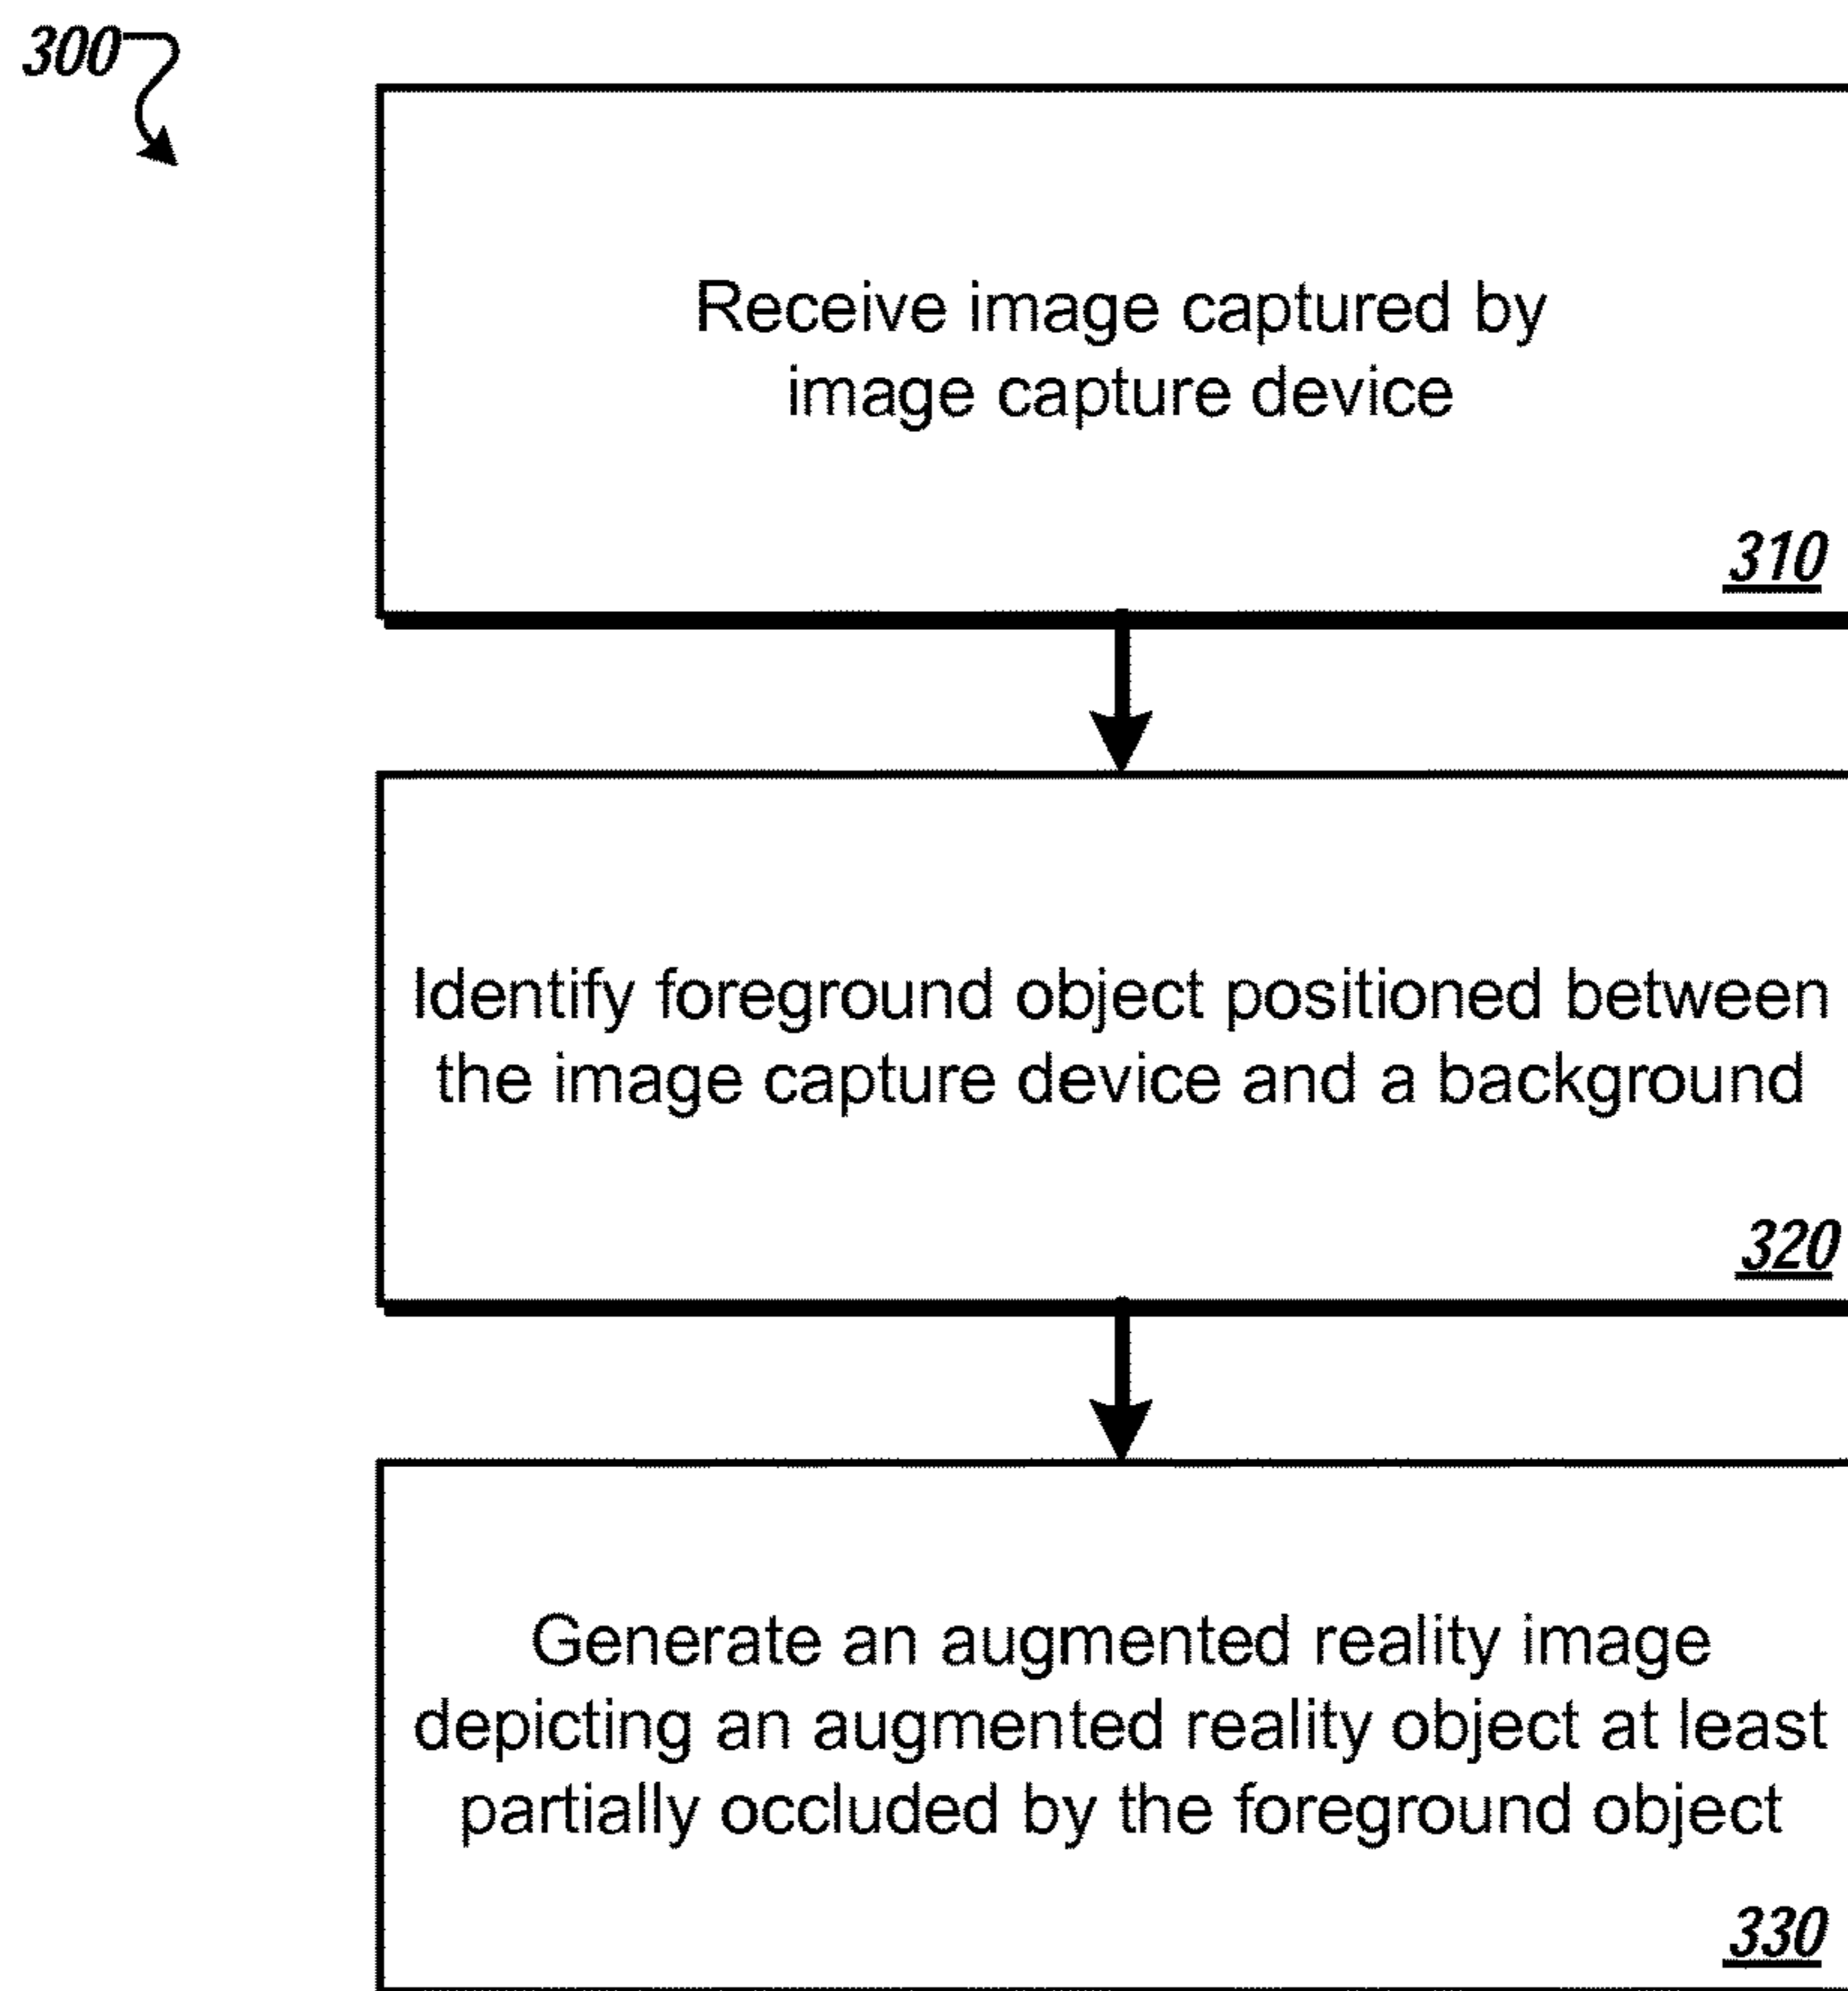 300
Receive image captured by
image capture device
310
Identify foreground object positioned between
the image capture device and a background
320
Generate an augmented reality image
depicting an augmented reality object at least
partially occluded by the foreground object
330